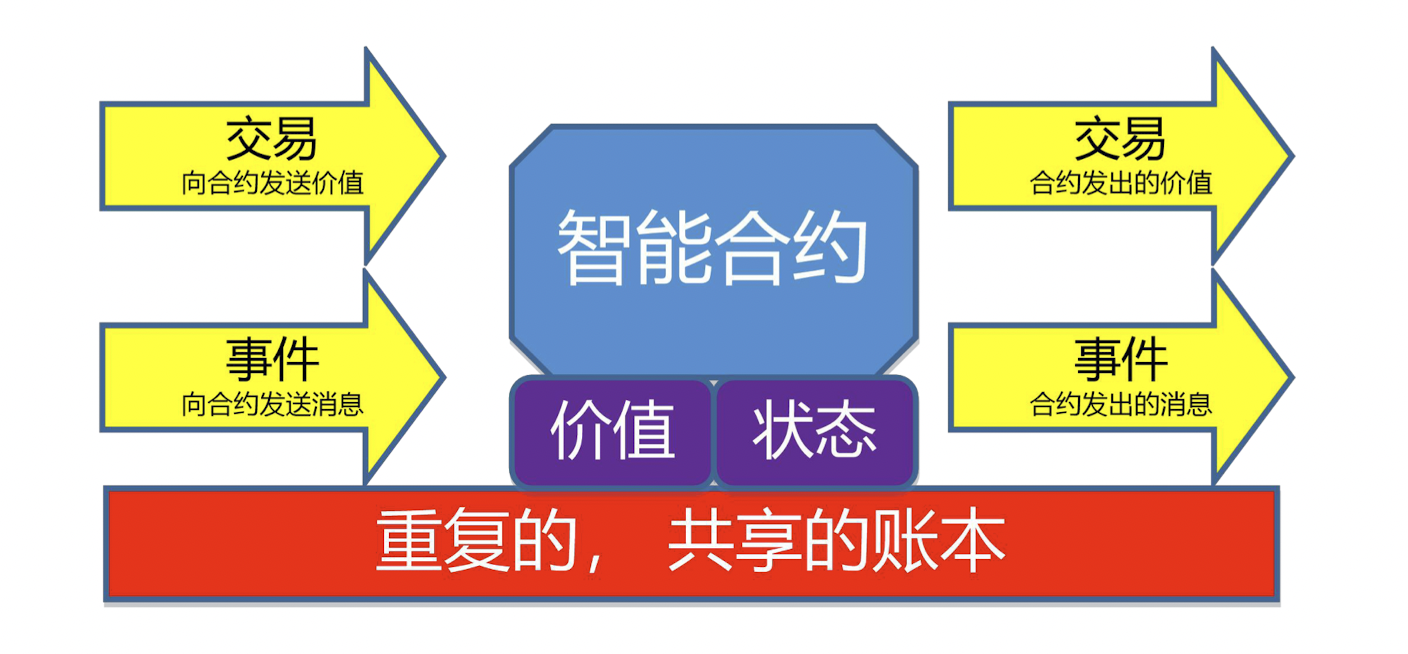 交易
向合约发送价值
事件
向合约发送消息
智能合约
价值
状态
交易
合约发出的价值
事件
合约发出的消息
重复的， 共享的账本